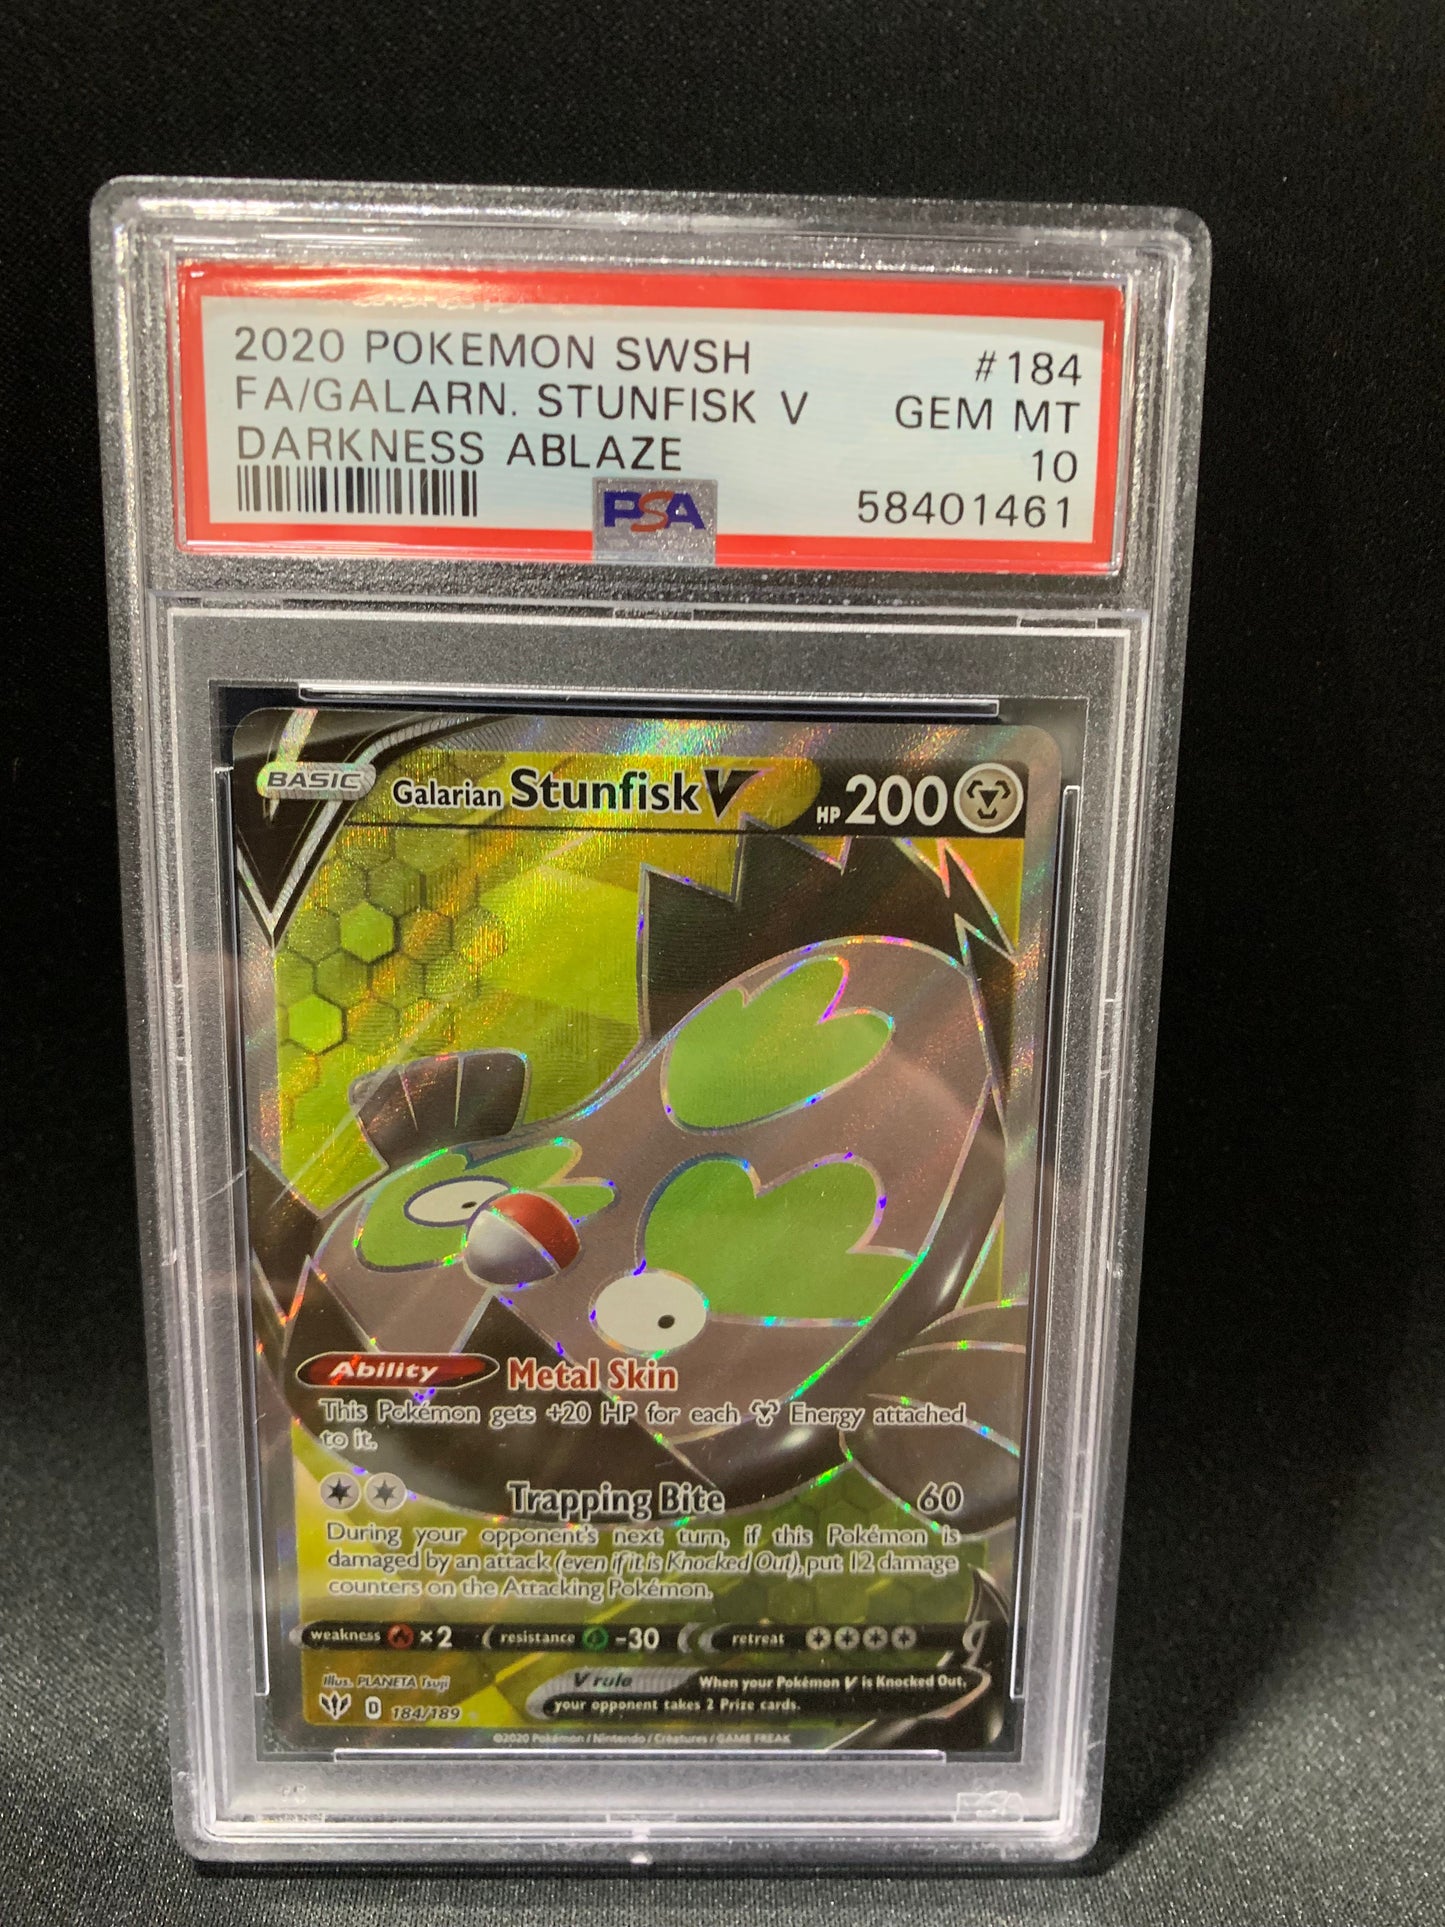 2020 POKEMON SWSH #184
FA/GALARN. STUNFISK V GEM MT
DARKNESS ABLAZE 10
PSA 58401461
BASIC Galarian Stunfisk V HP 200
Ability Metal Skin
This Pokémon gets +20 HP for each Energy attached
to it.
Trapping Bite 60
During your opponent's next turn, if this Pokémon is
damaged by an attack (even if it is Knocked Out), put 12 damage
counters on the Attacking Pokémon.
weakness ×2 resistance -30 retreat
Illus. PLANETA Tsuji
V rule When your Pokémon V is Knocked Out,
your opponent takes 2 Prize cards.
D 184/189
©2020 Pokémon / Nintendo / Creatures / GAME FREAK
PSA